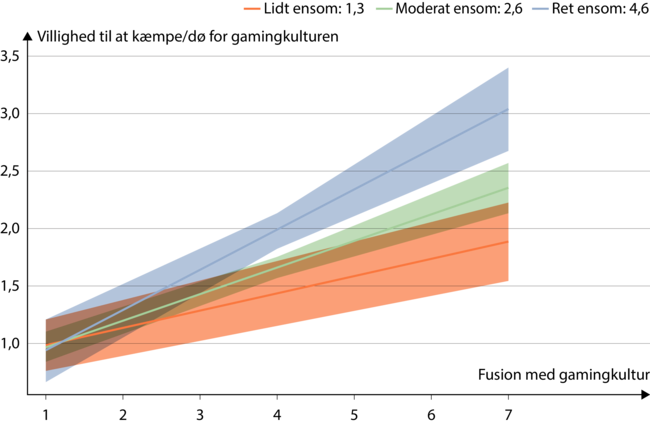 Lidt ensom: 1,3 Moderat ensom: 2,6 Ret ensom: 4,6
Villighed til at kæmpe/dø for gamingkulturen
3,5
3,0
2,5
2,0
1,5
1,0
Fusion med gamingkultur
1 2 3 4 5 6 7